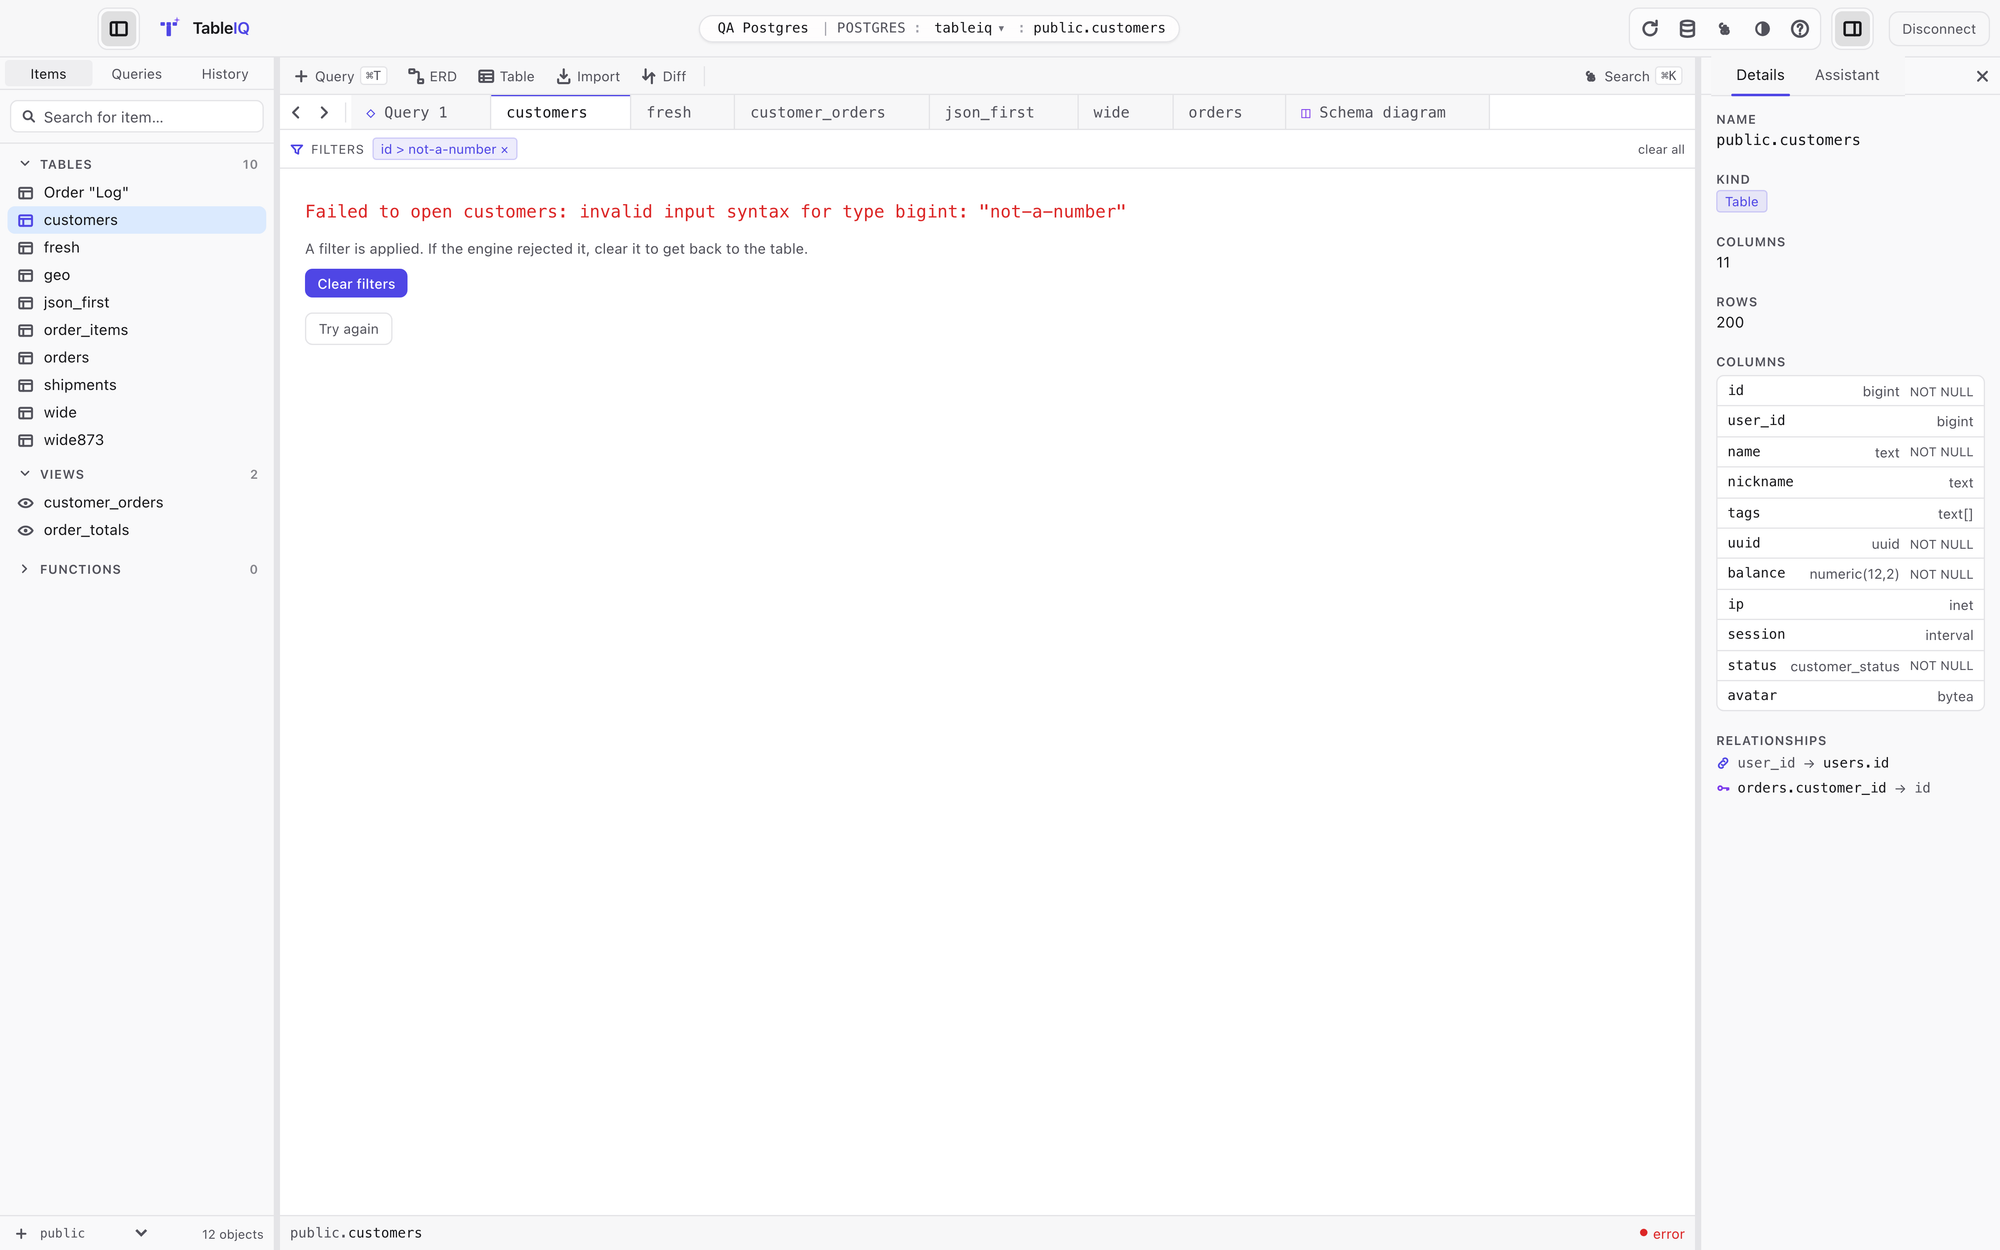 TableIQ
QA Postgres | POSTGRES : tableiq ▾ : public.customers
Disconnect
Items Queries History
Search for item...
TABLES 10
Order "Log"
customers
fresh
geo
json_first
order_items
orders
shipments
wide
wide873
VIEWS 2
customer_orders
order_totals
FUNCTIONS 0
+ public 12 objects
+ Query ⌘T ERD Table Import Diff Search ⌘K
Query 1 customers fresh customer_orders json_first wide orders Schema diagram
FILTERS id > not-a-number × clear all
Failed to open customers: invalid input syntax for type bigint: "not-a-number"
A filter is applied. If the engine rejected it, clear it to get back to the table.
Clear filters
Try again
public.customers error
Details Assistant
NAME
public.customers
KIND
Table
COLUMNS
11
ROWS
200
COLUMNS
id bigint NOT NULL
user_id bigint
name text NOT NULL
nickname text
tags text[]
uuid uuid NOT NULL
balance numeric(12,2) NOT NULL
ip inet
session interval
status customer_status NOT NULL
avatar bytea
RELATIONSHIPS
user_id → users.id
orders.customer_id → id